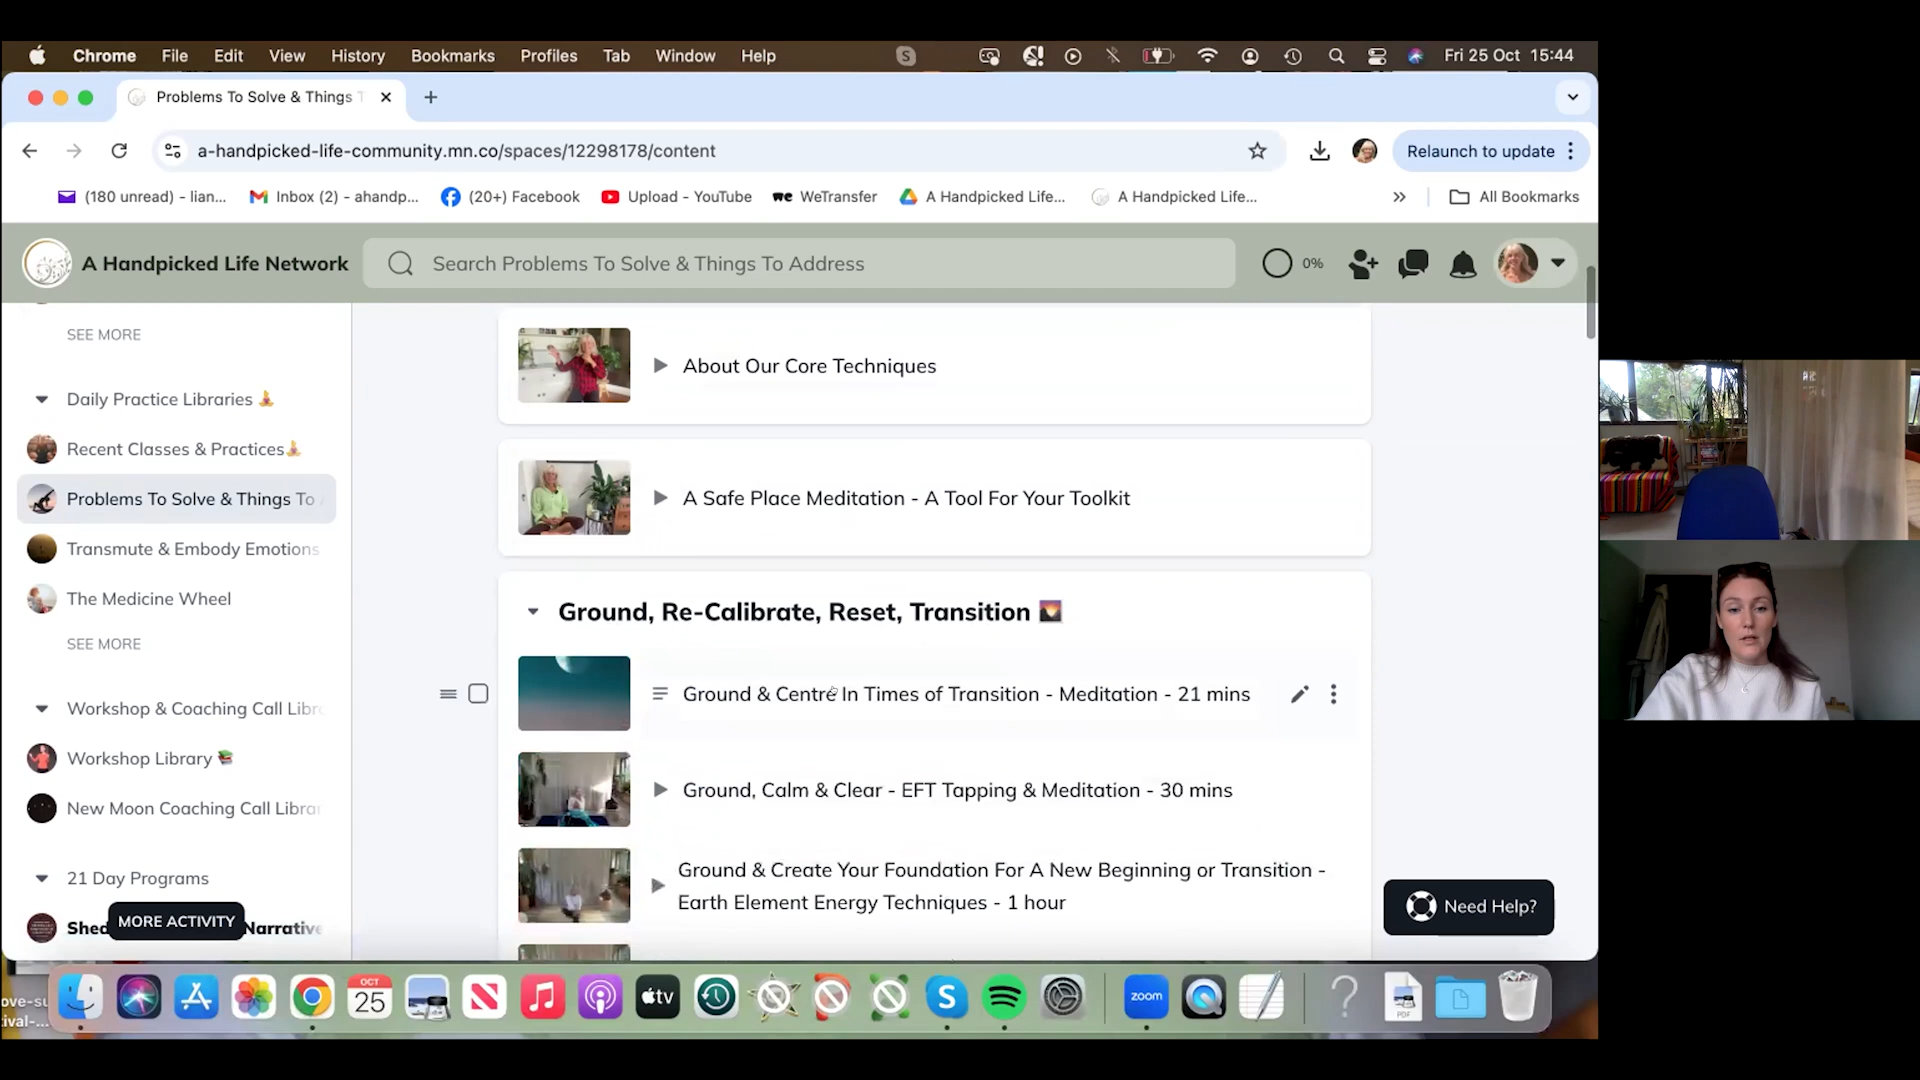 Chrome File Edit View History Bookmarks Profiles Tab Window Help Fri 25 Oct 15:44
Problems To Solve & Things T
a-handpicked-life-community.mn.co/spaces/12298178/content Relaunch to update
(180 unread) - lian... Inbox (2) - ahandp... (20+) Facebook Upload - YouTube WeTransfer A Handpicked Life... A Handpicked Life... All Bookmarks
A Handpicked Life Network Search Problems To Solve & Things To Address 0%
SEE MORE
Daily Practice Libraries
Recent Classes & Practices
Problems To Solve & Things To
Transmute & Embody Emotions
The Medicine Wheel
SEE MORE
Workshop & Coaching Call Libr
Workshop Library
New Moon Coaching Call Librar
21 Day Programs
Shed Narrative
MORE ACTIVITY
About Our Core Techniques
A Safe Place Meditation - A Tool For Your Toolkit
Ground, Re-Calibrate, Reset, Transition
Ground & Centre In Times of Transition - Meditation - 21 mins
Ground, Calm & Clear - EFT Tapping & Meditation - 30 mins
Ground & Create Your Foundation For A New Beginning or Transition -
Earth Element Energy Techniques - 1 hour
Need Help?
OCT
25
tv
zoom
PDF